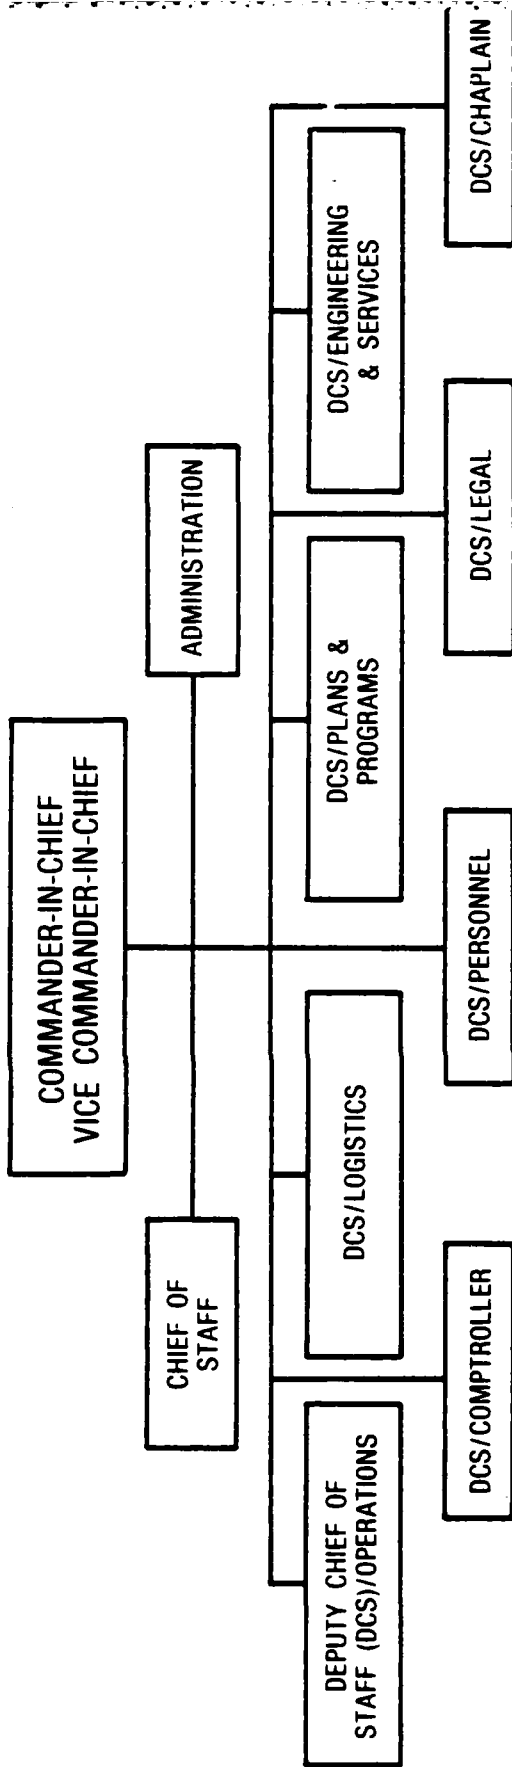 COMMANDER-IN-CHIEF
VICE COMMANDER-IN-CHIEF
CHIEF OF
STAFF
ADMINISTRATION
DEPUTY CHIEF OF
STAFF (DCS)/OPERATIONS
DCS/LOGISTICS
DCS/PLANS &
PROGRAMS
DCS/ENGINEERING
& SERVICES
DCS/COMPTROLLER
DCS/PERSONNEL
DCS/LEGAL
DCS/CHAPLAIN